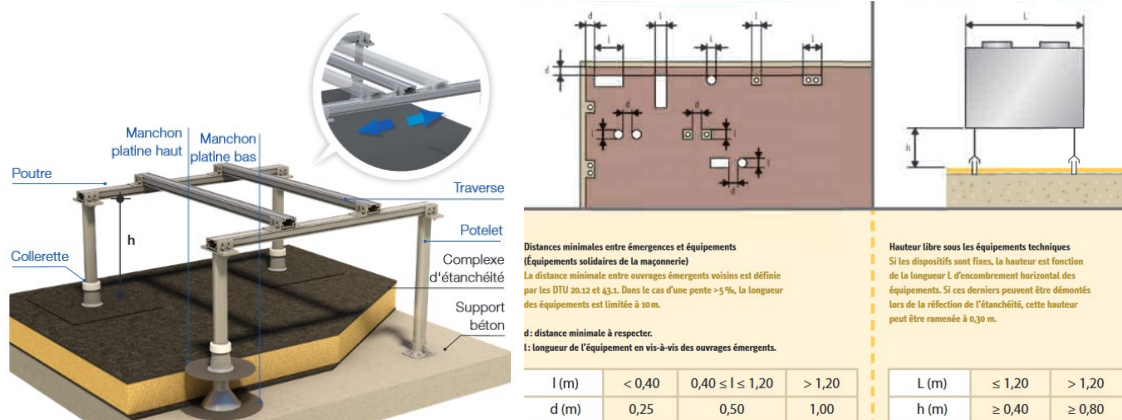 Manchon
platine haut
Manchon
platine bas
Poutre
Traverse
h
Potelet
Collerette
Complexe
d'étanchéité
Support
béton
d
l
l
l
l
l
d
d
d
l
l
l
d
L
h
Distances minimales entre émergences et équipements
(Équipements solidaires de la maçonnerie)
La distance minimale entre ouvrages émergents voisins est définie
par les DTU 20.12 et 43.1. Dans le cas d'une pente > 5 %, la longueur
des équipements est limitée à 10 m.
d : distance minimale à respecter.
l : longueur de l'équipement en vis-à-vis des ouvrages émergents.
l (m) < 0,40 0,40 ≤ l ≤ 1,20 > 1,20
d (m) 0,25 0,50 1,00
Hauteur libre sous les équipements techniques
Si les dispositifs sont fixes, la hauteur est fonction
de la longueur L d'encombrement horizontal des
équipements. Si ces derniers peuvent être démontés
lors de la réfection de l'étanchéité, cette hauteur
peut être ramenée à 0,30 m.
L (m) ≤ 1,20 > 1,20
h (m) ≥ 0,40 ≥ 0,80